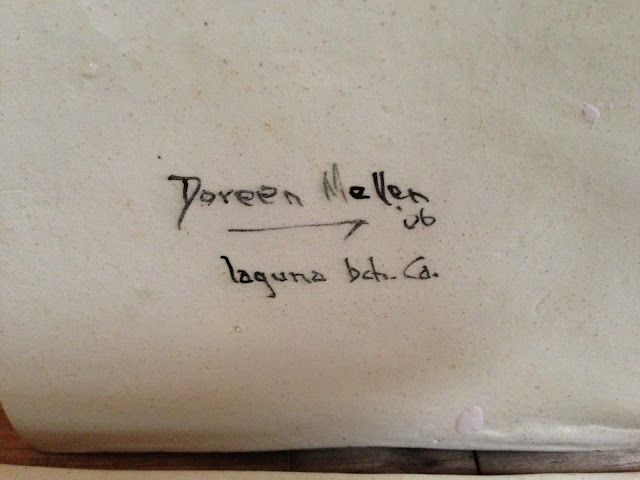 Doreen Mellen
'06
laguna bch. Ca.